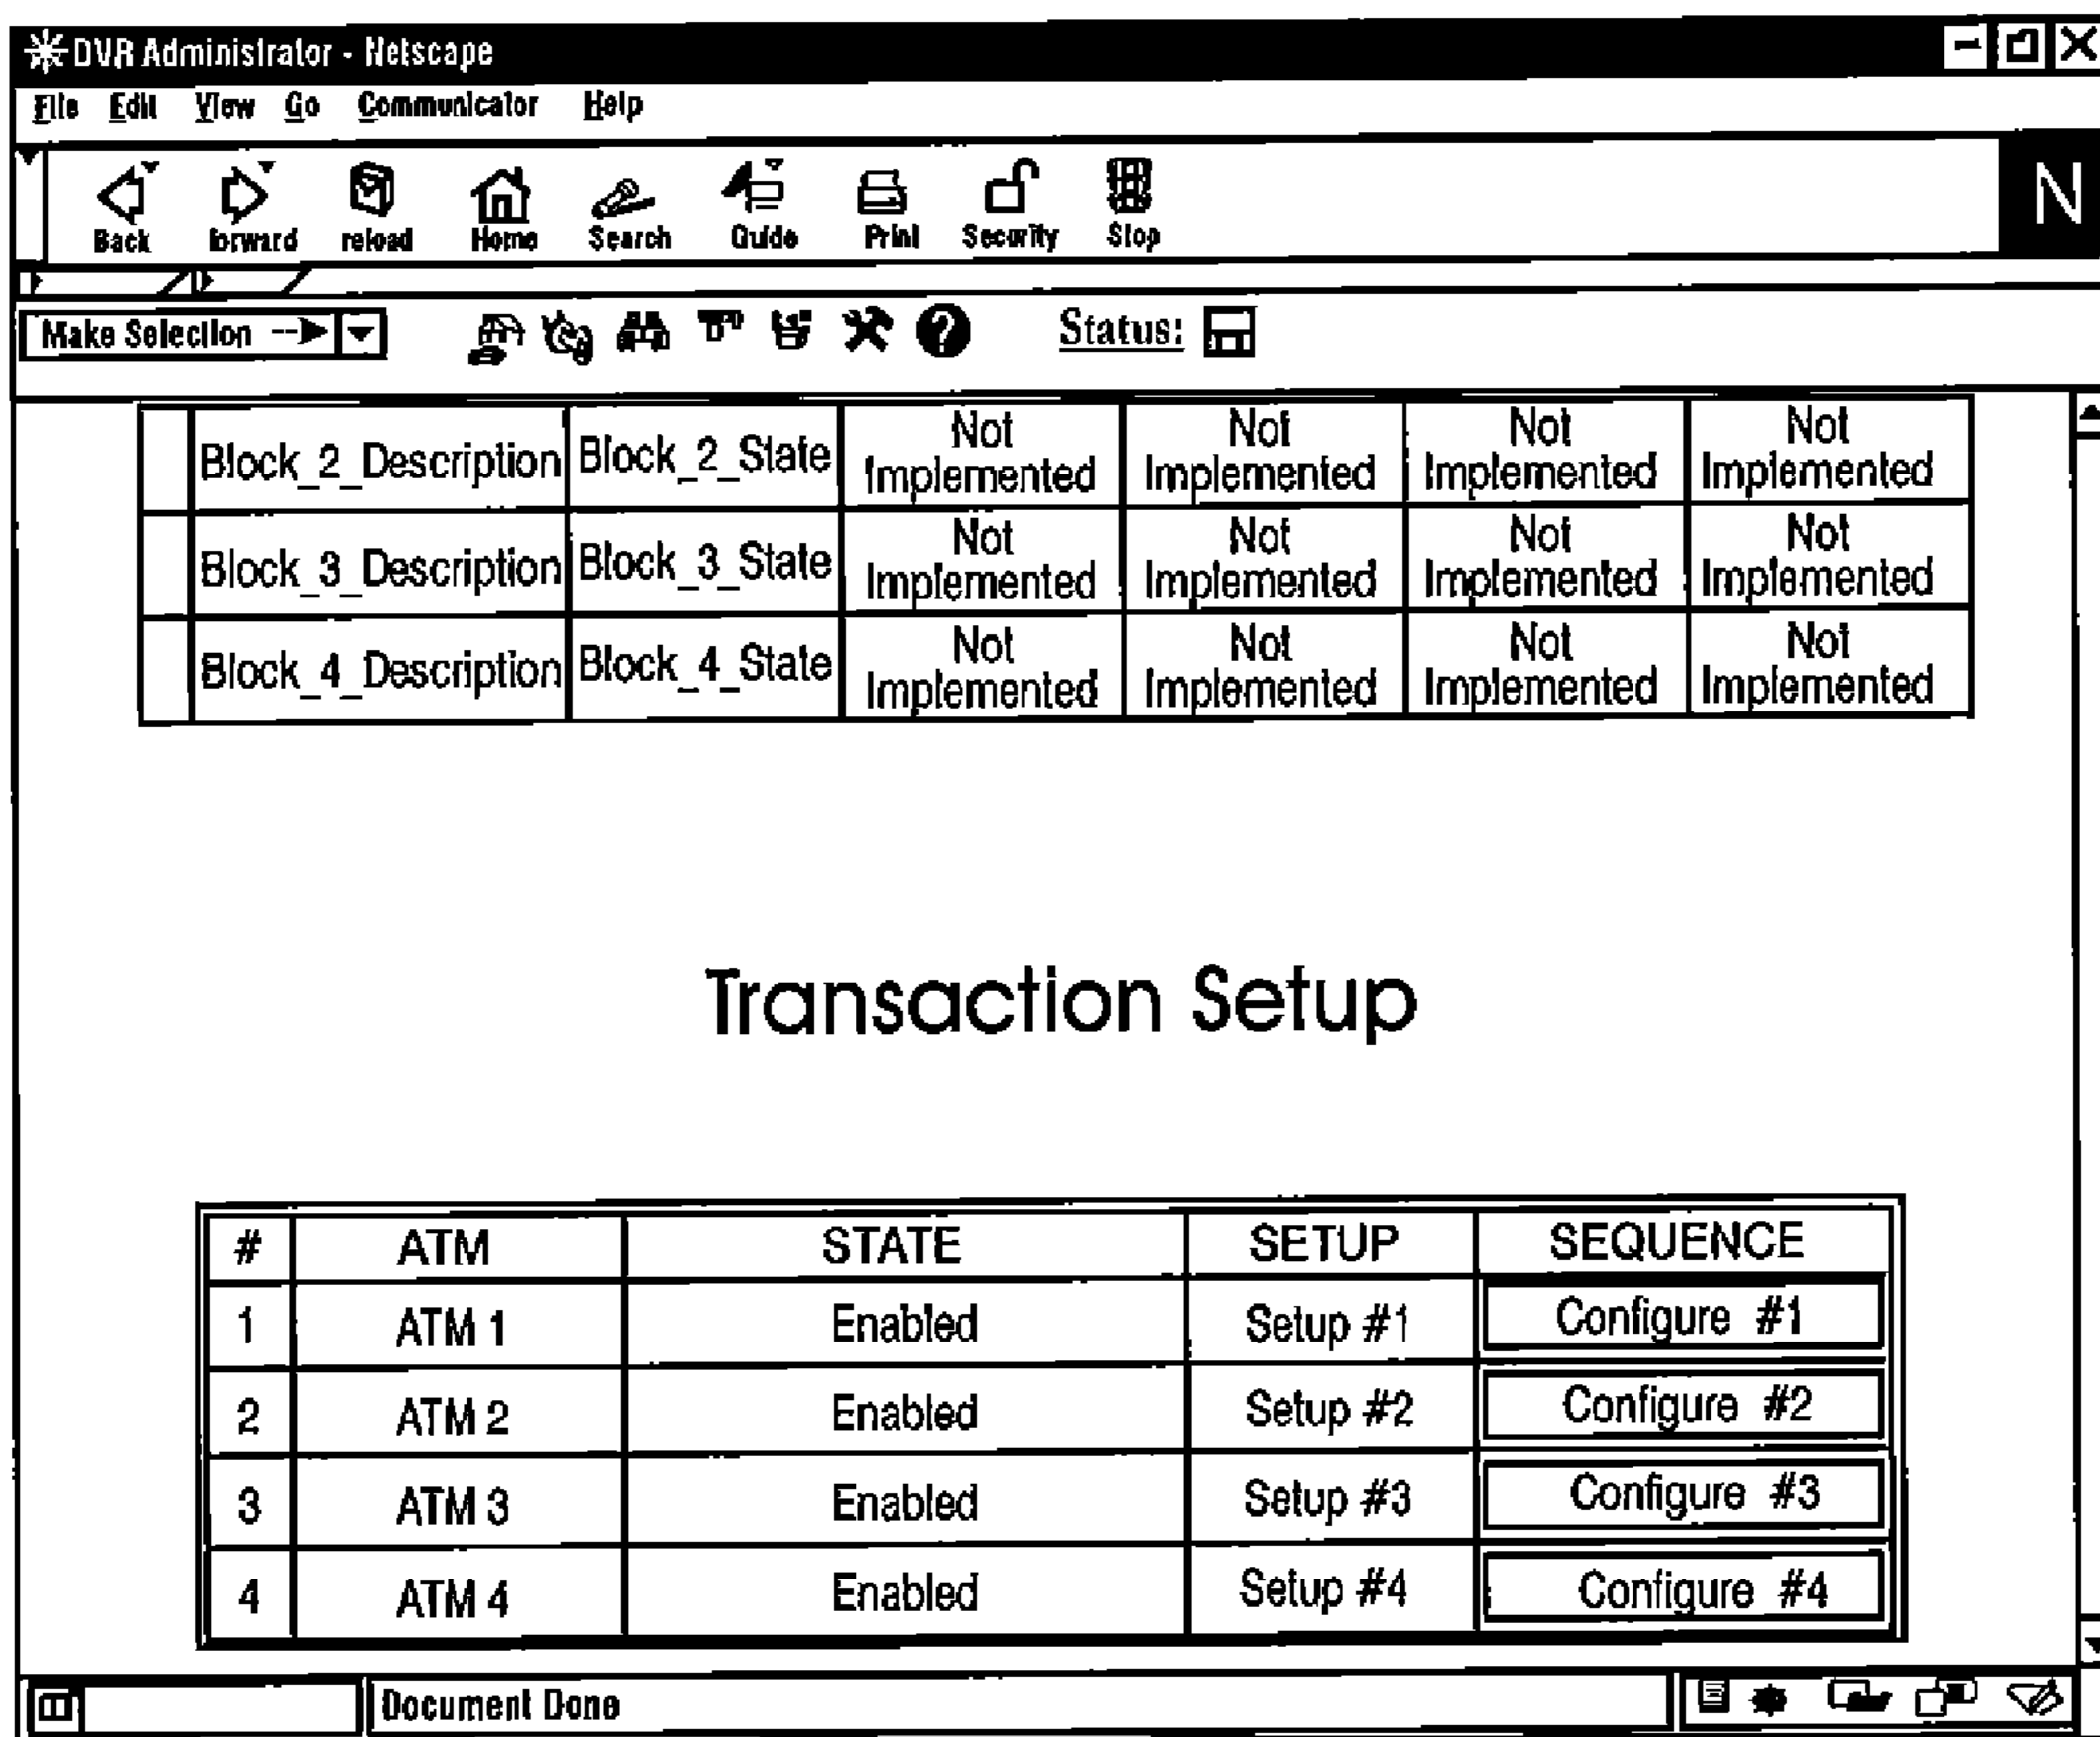 DVR Administrator - Netscape
File Edit View Go Communicator Help
Back forward reload Home Search Guide Print Security Stop
N
Make Selection --> Status:
Block_2_Description Block_2_State Not Implemented Not Implemented Not Implemented Not Implemented
Block_3_Description Block_3_State Not Implemented Not Implemented Not Implemented Not Implemented
Block_4_Description Block_4_State Not Implemented Not Implemented Not Implemented Not Implemented
Transaction Setup
# ATM STATE SETUP SEQUENCE
1 ATM 1 Enabled Setup #1 Configure #1
2 ATM 2 Enabled Setup #2 Configure #2
3 ATM 3 Enabled Setup #3 Configure #3
4 ATM 4 Enabled Setup #4 Configure #4
Document Done